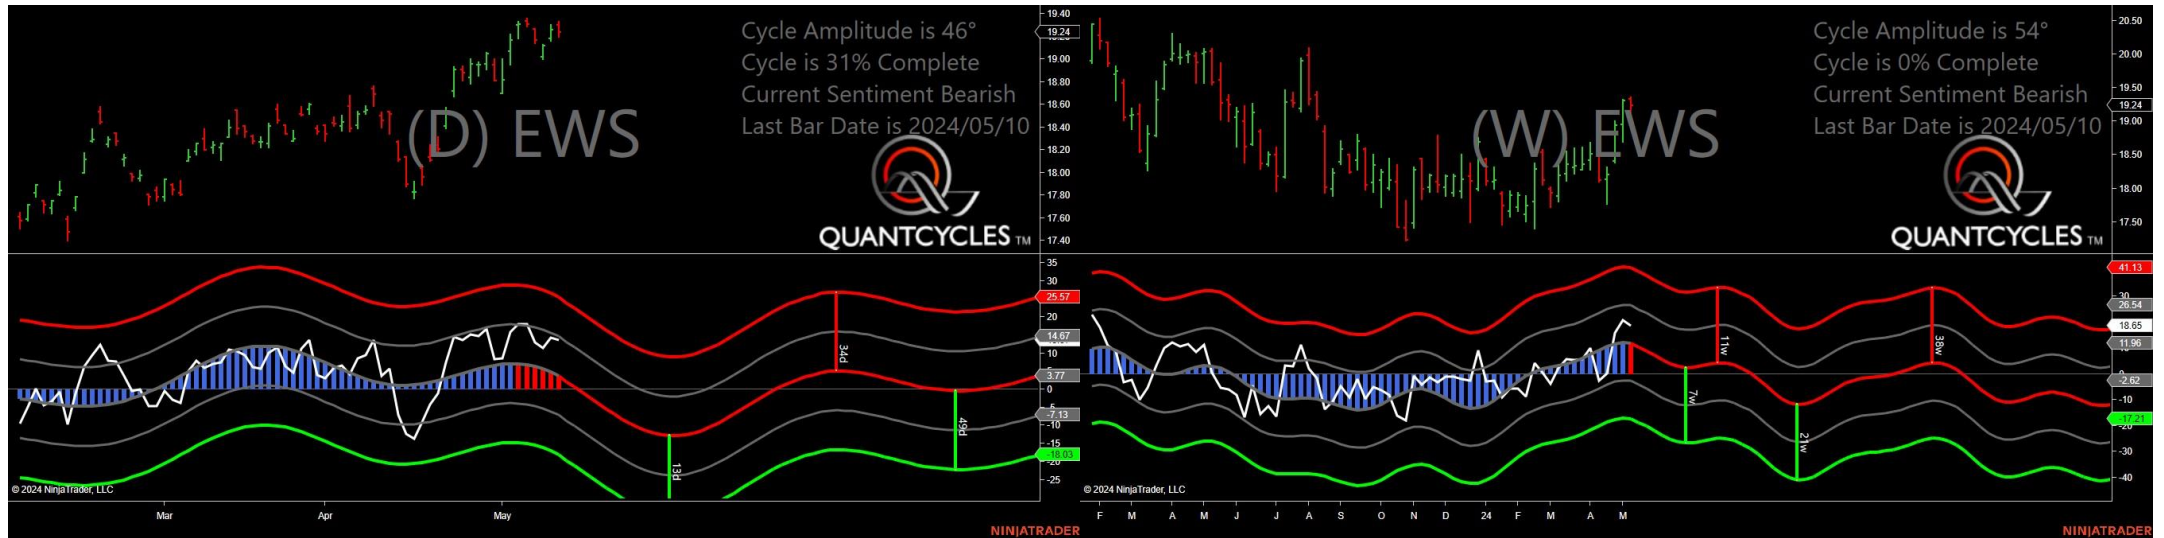 Cycle Amplitude is 46°
Cycle is 31% Complete
Current Sentiment Bearish
Last Bar Date is 2024/05/10
(D) EWS
QUANTCYCLES TM
19.40
19.24
19.00
18.80
18.60
18.40
18.20
18.00
17.80
17.60
17.40
35
30
25.57
20
14.67
10
3.77
0
-7.13
-10
-15
-18.03
-20
-25
34d
49d
13d
© 2024 NinjaTrader, LLC
Mar
Apr
May
NINJATRADER
Cycle Amplitude is 54°
Cycle is 0% Complete
Current Sentiment Bearish
Last Bar Date is 2024/05/10
(W) EWS
QUANTCYCLES TM
20.50
20.00
19.50
19.24
19.00
18.50
18.00
17.50
41.13
30
26.54
18.65
11.96
0
-2.62
-10
-17.21
-20
-30
-40
11w
38w
7w
21w
© 2024 NinjaTrader, LLC
F
M
A
M
J
J
A
S
O
N
D
24
F
M
A
M
NINJATRADER